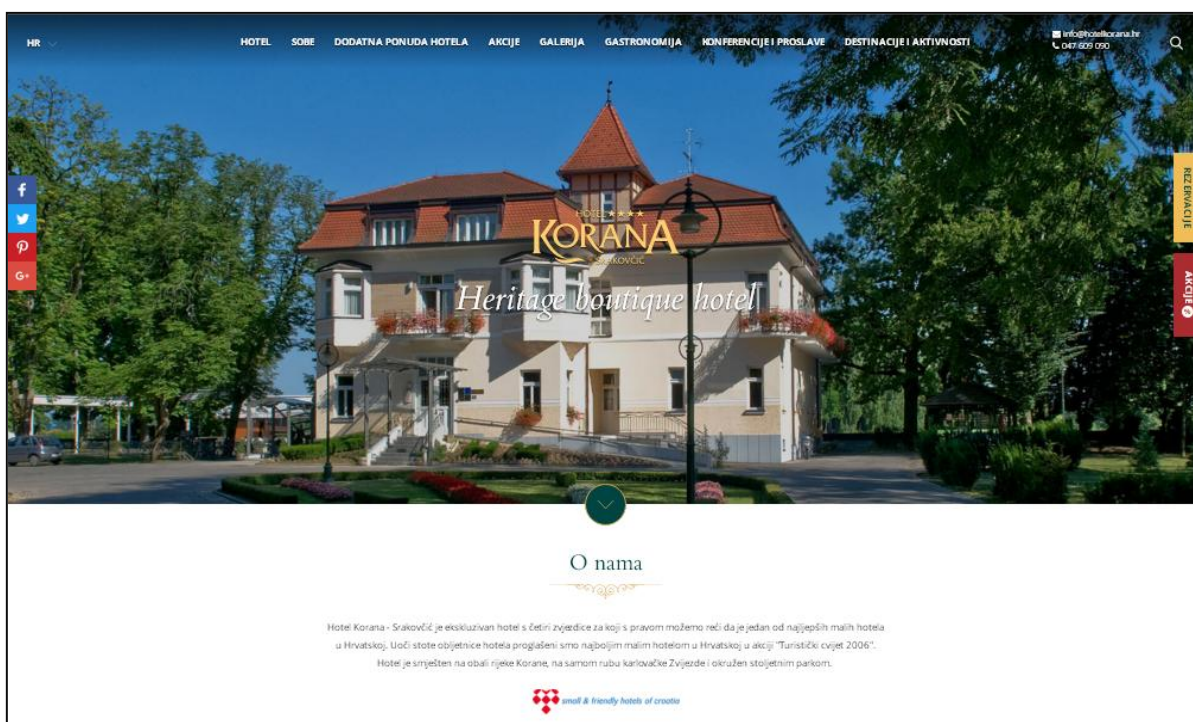 HR
HOTEL SOBE DODATNA PONUDA HOTELA AKCIJE GALERIJA GASTRONOMIJA KONFERENCIJE I PROSLAVE DESTINACIJE I AKTIVNOSTI
info@hotelkorana.hr
047 609 090
f
G+
REZERVACIJE
AKCIJE
HOTEL ★★★★
KORANA
SRAKOVČIĆ
Heritage boutique hotel
O nama
Hotel Korana - Srakovčić je ekskluzivan hotel s četiri zvjezdice za koji s pravom možemo reći da je jedan od najljepših malih hotela
u Hrvatskoj. Uoči stote obljetnice hotela proglašeni smo najboljim malim hotelom u Hrvatskoj u akciji "Turistički cvijet 2006".
Hotel je smješten na obali rijeke Korane, na samom rubu karlovačke Zvijezde i okružen stoljetnim parkom.
small & friendly hotels of croatia